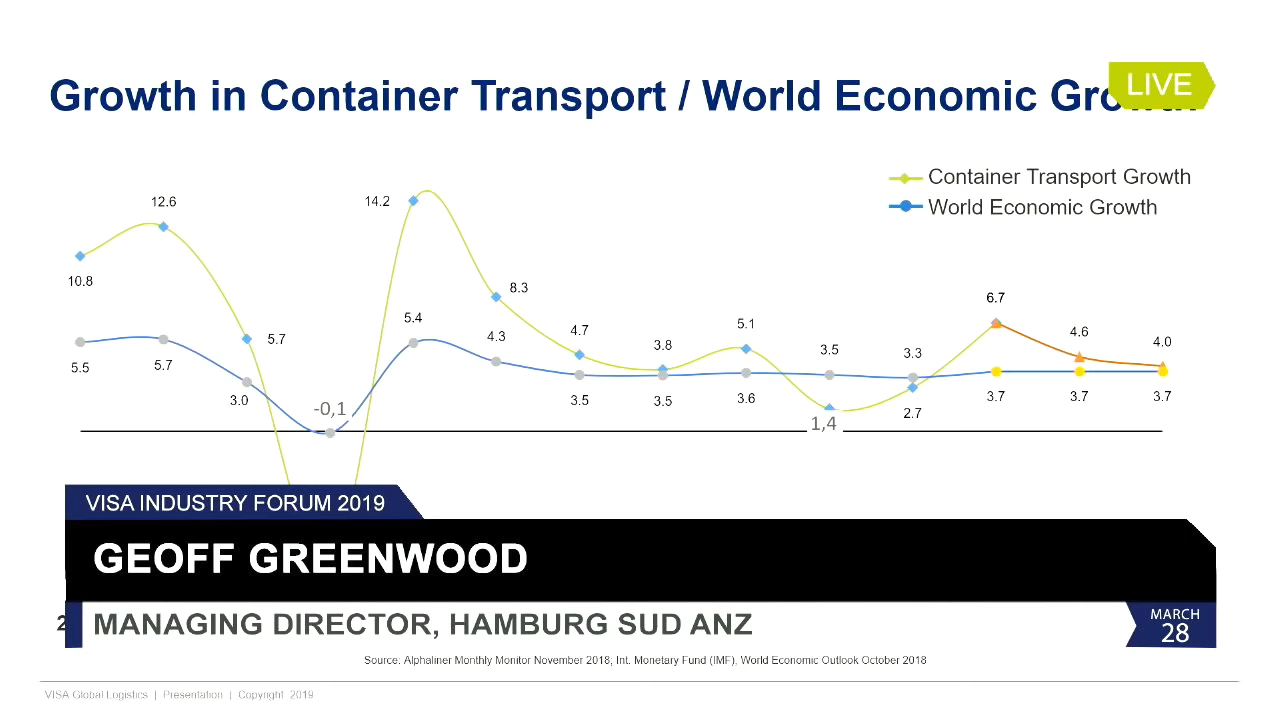 Growth in Container Transport / World Economic
LIVE
Container Transport Growth
World Economic Growth
12.6
14.2
10.8
5.7
8.3
4.7
3.8
5.1
3.5
3.3
6.7
4.6
4.0
5.5
5.7
3.0
-0,1
5.4
4.3
3.5
3.5
3.6
1,4
2.7
3.7
3.7
3.7
VISA INDUSTRY FORUM 2019
GEOFF GREENWOOD
2
MANAGING DIRECTOR, HAMBURG SUD ANZ
MARCH
28
Source: Alphaliner Monthly Monitor November 2018; Int. Monetary Fund (IMF), World Economic Outlook October 2018
VISA Global Logistics | Presentation | Copyright 2019